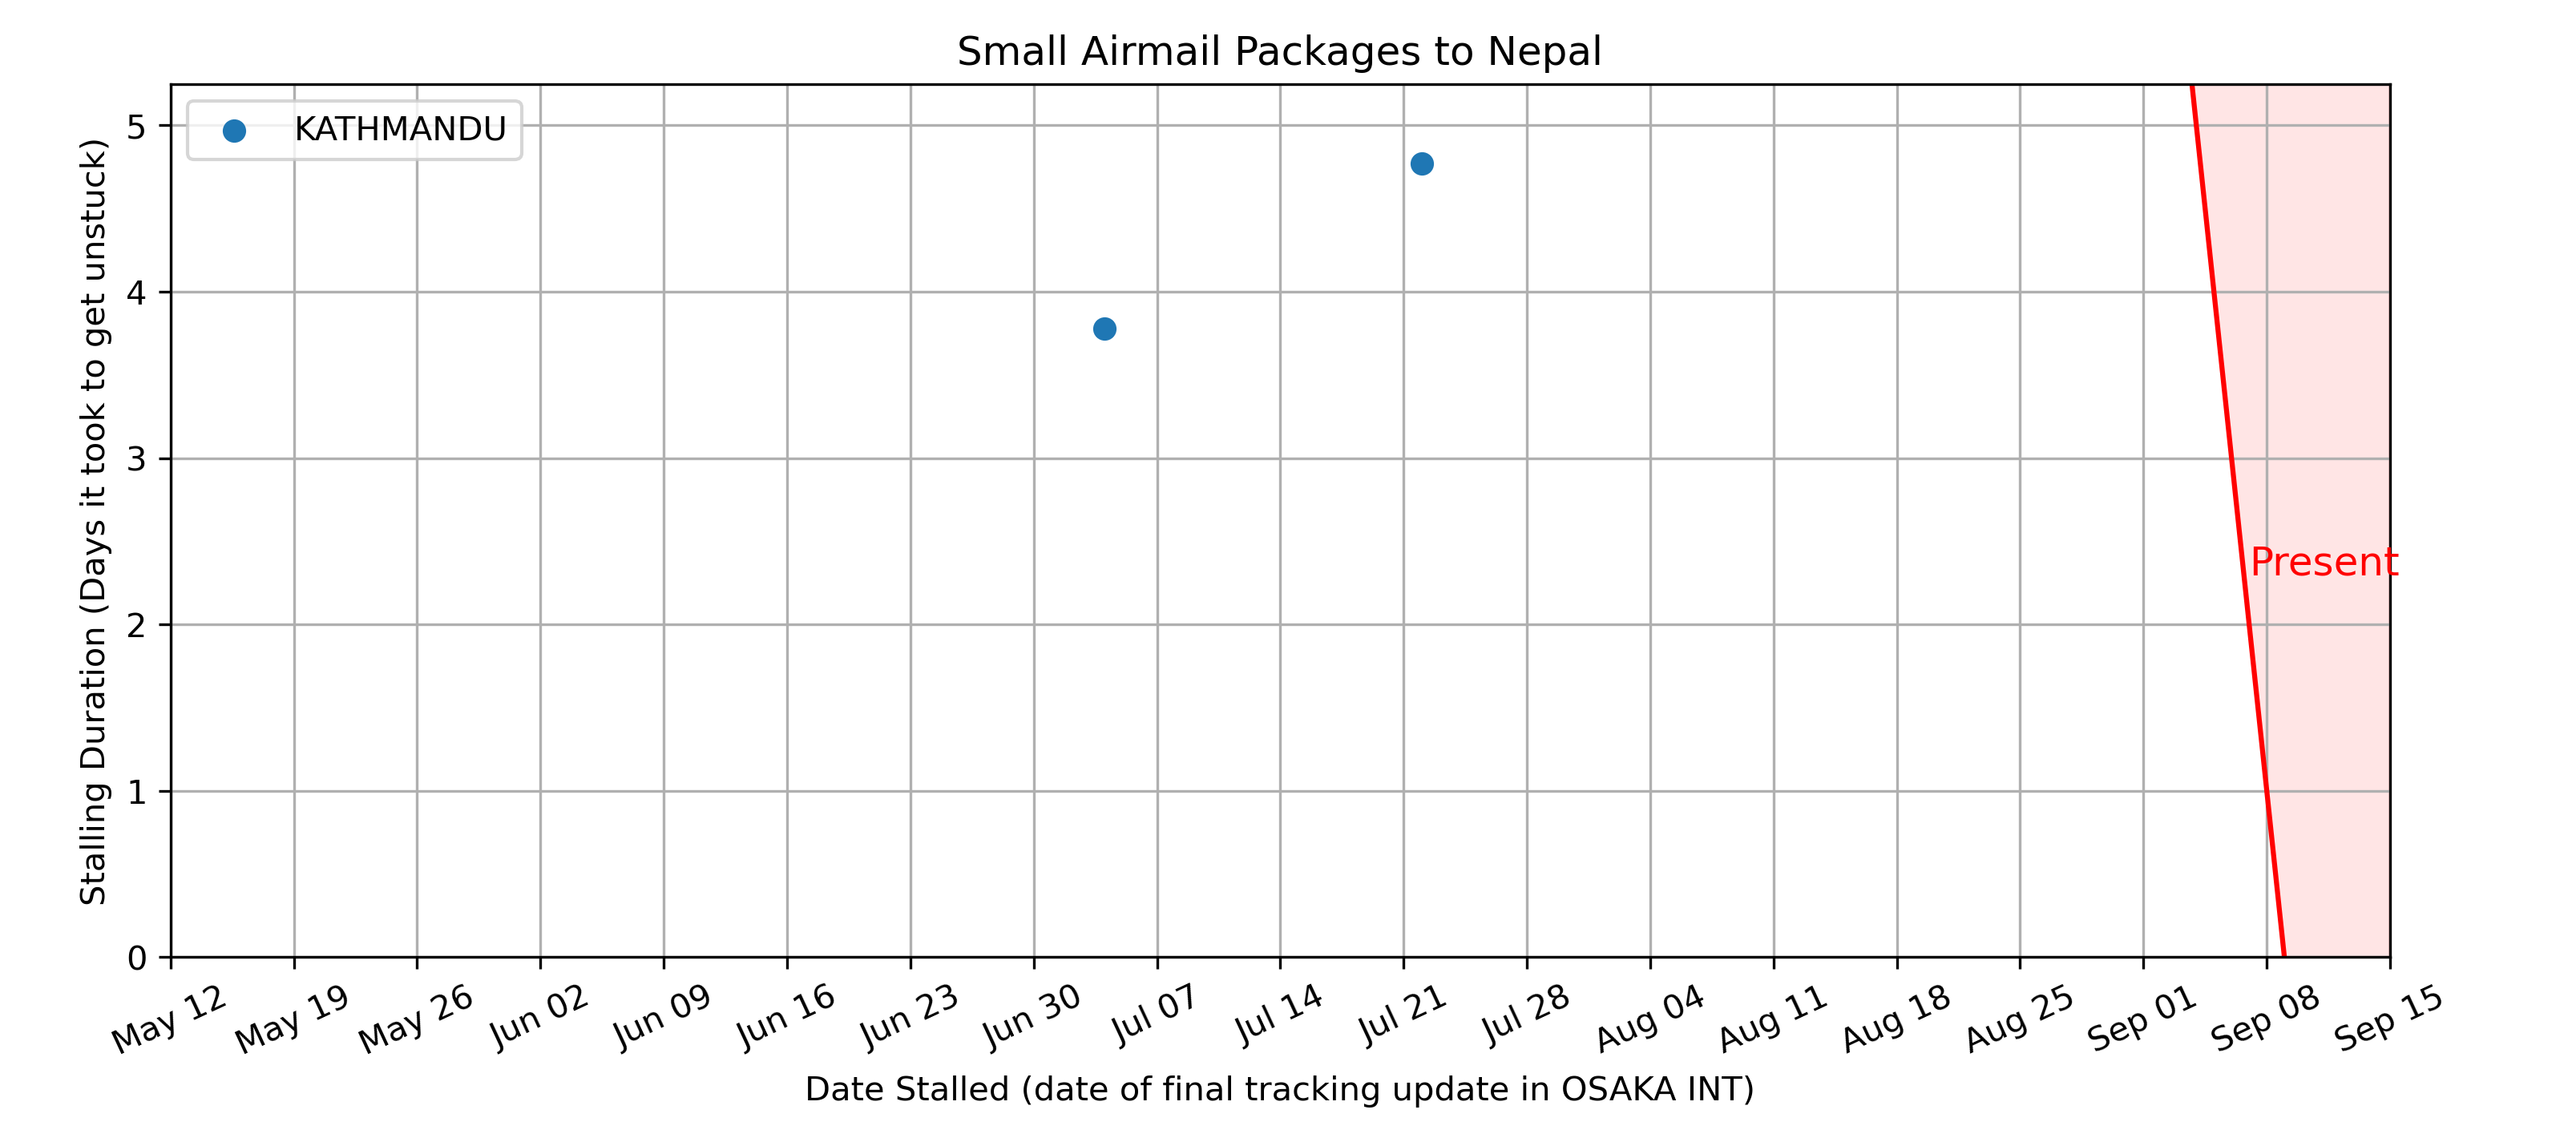 Small Airmail Packages to Nepal
KATHMANDU
Stalling Duration (Days it took to get unstuck)
5
4
3
2
1
0
Present
May 12 May 19 May 26 Jun 02 Jun 09 Jun 16 Jun 23 Jun 30 Jul 07 Jul 14 Jul 21 Jul 28 Aug 04 Aug 11 Aug 18 Aug 25 Sep 01 Sep 08 Sep 15
Date Stalled (date of final tracking update in OSAKA INT)